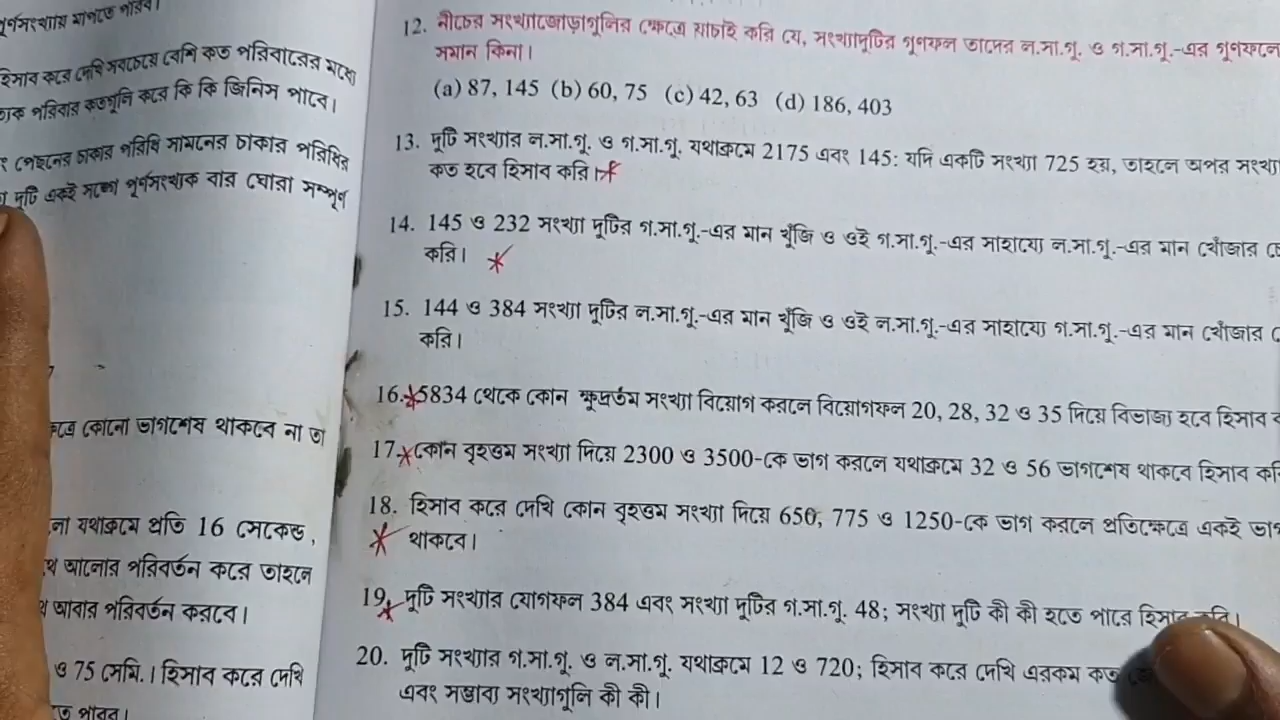 পূর্ণসংখ্যায় মাপতে পারব।
হিসাব করে দেখি সবচেয়ে বেশি কত পরিবারের মধ্যে
পরিবার কতগুলি করে কি কি জিনিস পাবে।
পেছনের চাকার পরিধি সামনের চাকার পরিধির
দুটি একই সঙ্গে পূর্ণসংখ্যক বার ঘোরা সম্পূর্ণ
কোনো ভাগশেষ থাকবে না তা
যথাক্রমে প্রতি 16 সেকেন্ড,
আলোর পরিবর্তন করে তাহলে
আবার পরিবর্তন করবে।
ও 75 সেমি.। হিসাব করে দেখি
পারব।
12. নীচের সংখ্যাজোড়াগুলির ক্ষেত্রে যাচাই করি যে, সংখ্যাদুটির গুণফল তাদের ল.সা.গু. ও গ.সা.গু.-এর গুণফলের
সমান কিনা।
(a) 87, 145 (b) 60, 75 (c) 42, 63 (d) 186, 403
13. দুটি সংখ্যার ল.সা.গু. ও গ.সা.গু. যথাক্রমে 2175 এবং 145: যদি একটি সংখ্যা 725 হয়, তাহলে অপর সংখ্যা
কত হবে হিসাব করি।
14. 145 ও 232 সংখ্যা দুটির গ.সা.গু.-এর মান খুঁজি ও ওই গ.সা.গু.-এর সাহায্যে ল.সা.গু.-এর মান খোঁজার
করি।
15. 144 ও 384 সংখ্যা দুটির ল.সা.গু.-এর মান খুঁজি ও ওই ল.সা.গু.-এর সাহায্যে গ.সা.গু.-এর মান খোঁজার
করি।
16. 5834 থেকে কোন ক্ষুদ্রতম সংখ্যা বিয়োগ করলে বিয়োগফল 20, 28, 32 ও 35 দিয়ে বিভাজ্য হবে হিসাব
17. কোন বৃহত্তম সংখ্যা দিয়ে 2300 ও 3500-কে ভাগ করলে যথাক্রমে 32 ও 56 ভাগশেষ থাকবে হিসাব করি
18. হিসাব করে দেখি কোন বৃহত্তম সংখ্যা দিয়ে 650, 775 ও 1250-কে ভাগ করলে প্রতিক্ষেত্রে একই
থাকবে।
19. দুটি সংখ্যার যোগফল 384 এবং সংখ্যা দুটির গ.সা.গু. 48; সংখ্যা দুটি কী কী হতে পারে হিসাব করি।
20. দুটি সংখ্যার গ.সা.গু. ও ল.সা.গু. যথাক্রমে 12 ও 720; হিসাব করে দেখি এরকম কত
এবং সম্ভাব্য সংখ্যাগুলি কী কী।